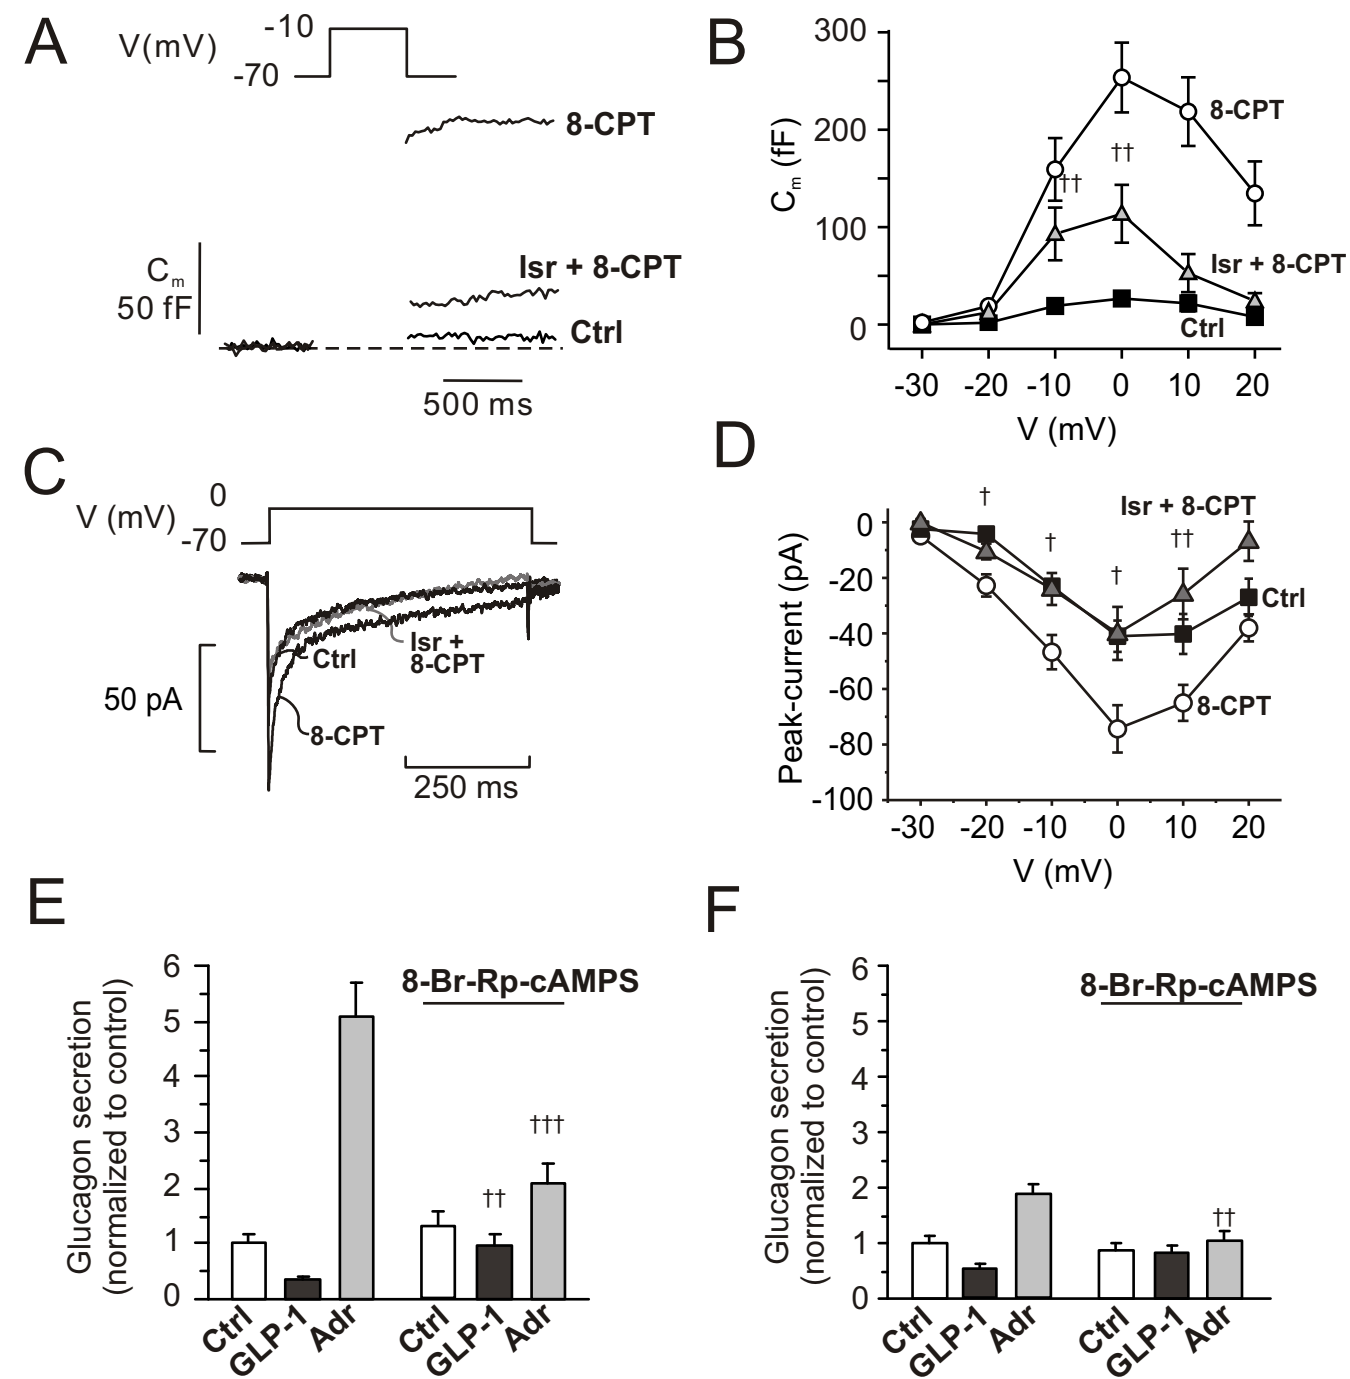 A
V(mV)
-10
-70
8-CPT
Isr + 8-CPT
Ctrl
Cm
50 fF
500 ms
B
Cm (fF)
300
200
100
0
††
††
8-CPT
Isr + 8-CPT
Ctrl
-30 -20 -10 0 10 20
V (mV)
C
V (mV)
0
-70
Ctrl
Isr +
8-CPT
8-CPT
50 pA
250 ms
D
Peak-current (pA)
0
-20
-40
-60
-80
-100
†
†
†
††
Isr + 8-CPT
Ctrl
8-CPT
-30 -20 -10 0 10 20
V (mV)
E
Glucagon secretion
(normalized to control)
6
5
4
3
2
1
0
8-Br-Rp-cAMPS
††
†††
Ctrl GLP-1 Adr Ctrl GLP-1 Adr
F
Glucagon secretion
(normalized to control)
6
5
4
3
2
1
0
8-Br-Rp-cAMPS
††
Ctrl GLP-1 Adr Ctrl GLP-1 Adr